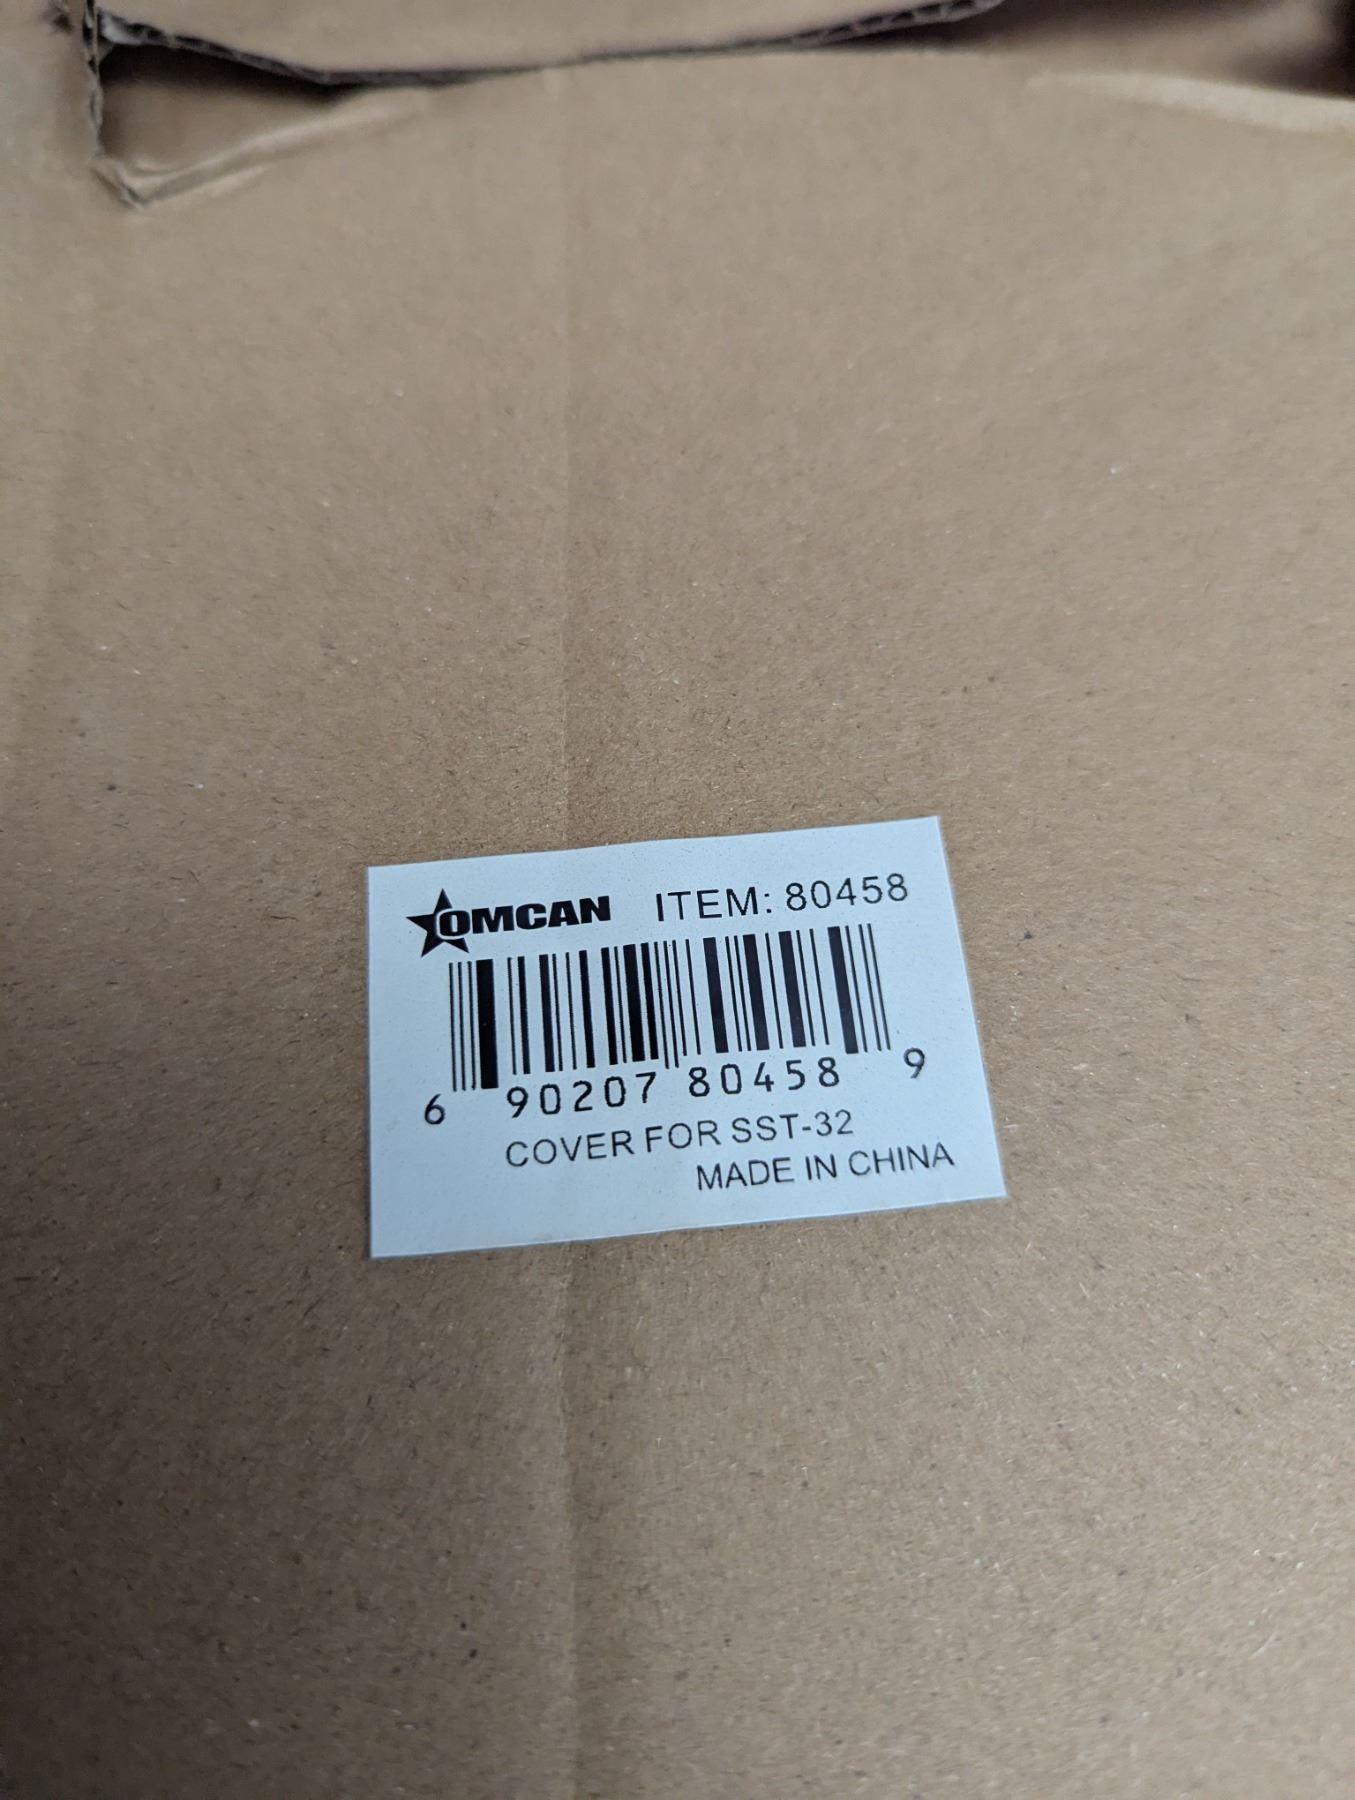 OMCAN ITEM: 80458
6 90207 80458 9
COVER FOR SST-32
MADE IN CHINA